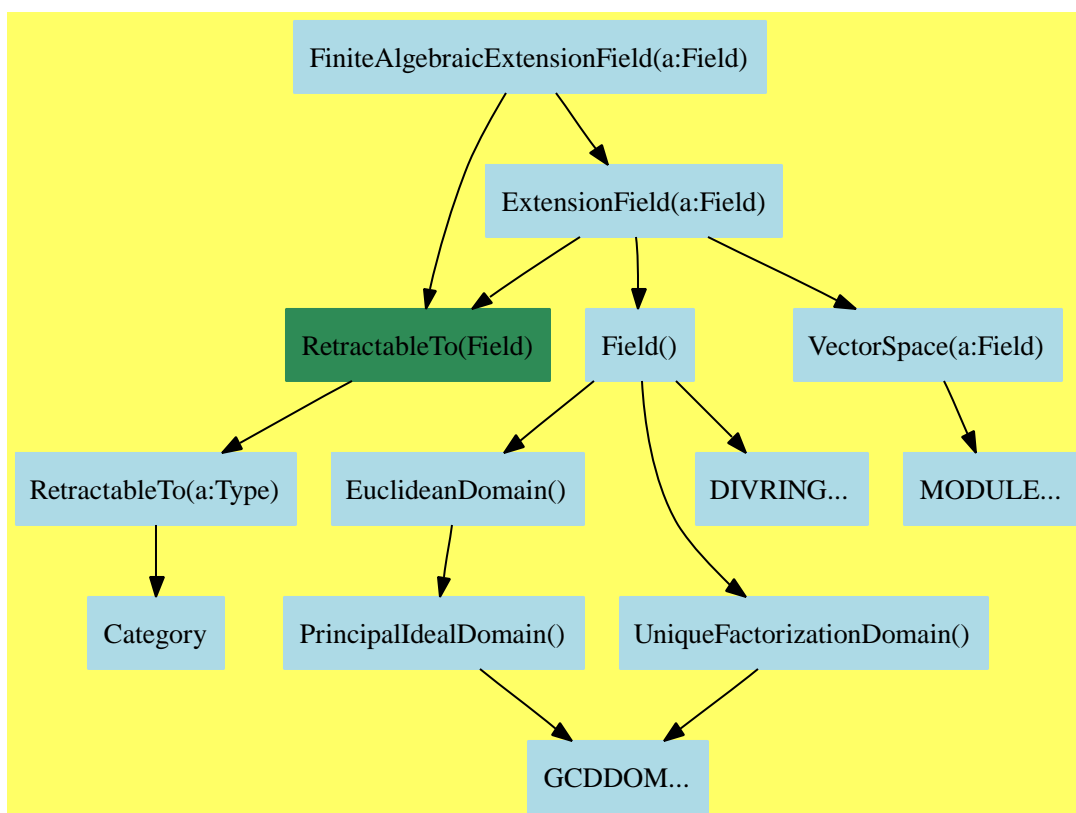 FiniteAlgebraicExtensionField(a:Field)
ExtensionField(a:Field)
RetractableTo(Field)
Field()
VectorSpace(a:Field)
RetractableTo(a:Type)
EuclideanDomain()
DIVRING...
MODULE...
Category
PrincipalIdealDomain()
UniqueFactorizationDomain()
GCDDOM...